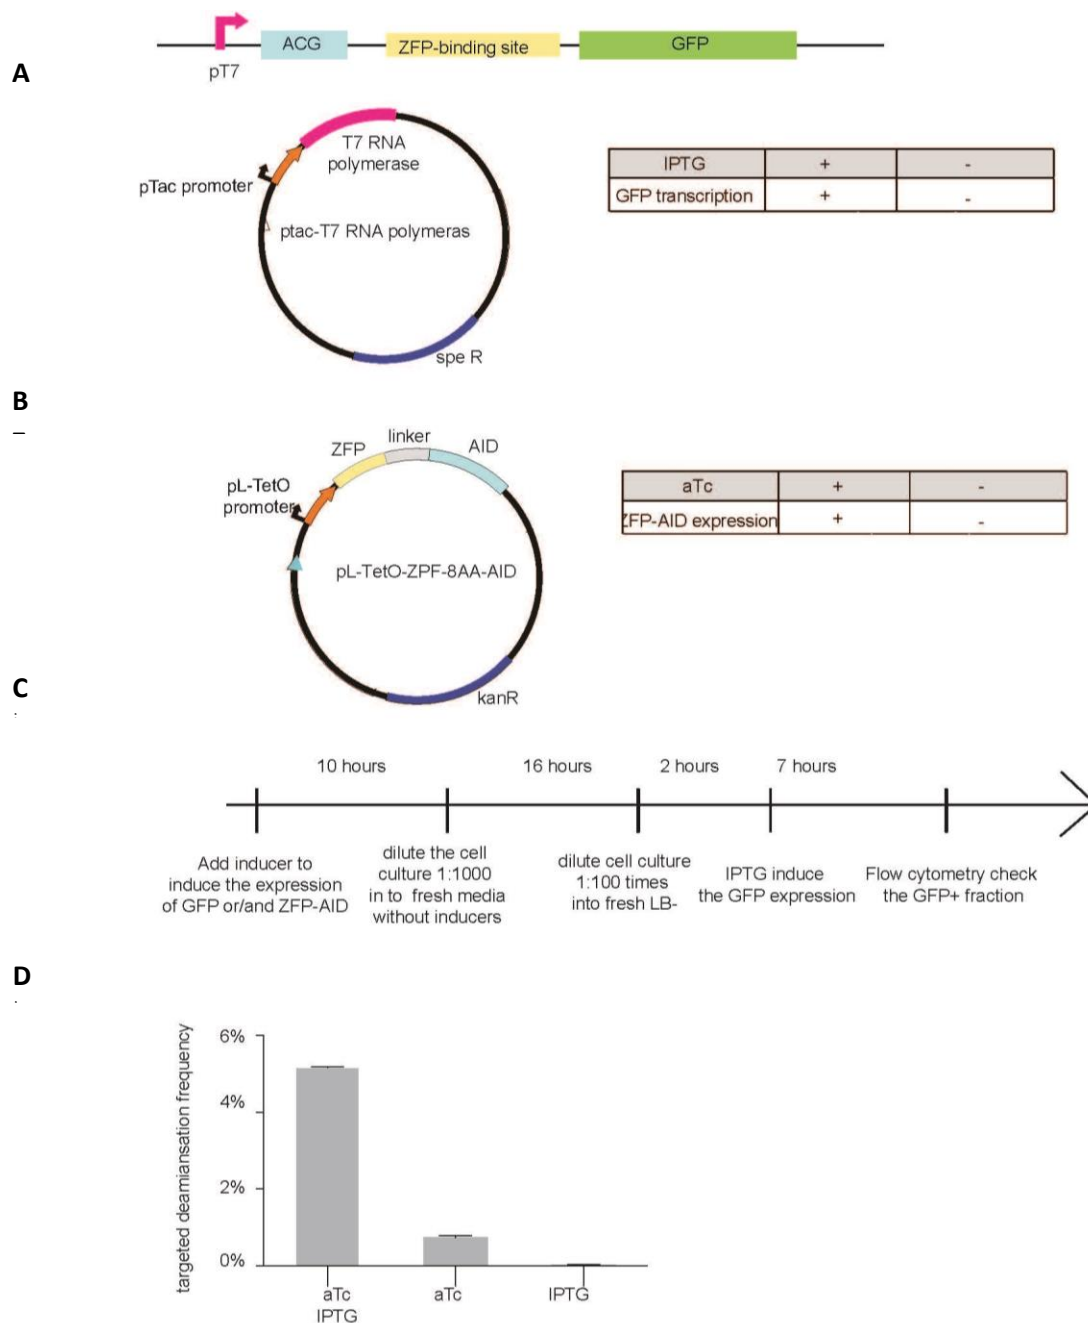 ACG
ZFP-binding site
GFP
pT7
A
T7 RNA
polymerase
pTac promoter
ptac-T7 RNA polymeras
spe R
IPTG + -
GFP transcription + -
B
ZFP
linker
AID
pL-TetO
promoter
pL-TetO-ZPF-8AA-AID
kanR
aTc + -
ZFP-AID expression + -
C
10 hours
16 hours
2 hours
7 hours
Add inducer to
induce the expression
of GFP or/and ZFP-AID
dilute the cell
culture 1:1000
in to fresh media
without inducers
dilute cell culture
1:100 times
into fresh LB-
IPTG induce
the GFP expression
Flow cytometry check
the GFP+ fraction
D
targeted deamiansation frequency
6%
4%
2%
0%
aTc
IPTG
aTc
IPTG